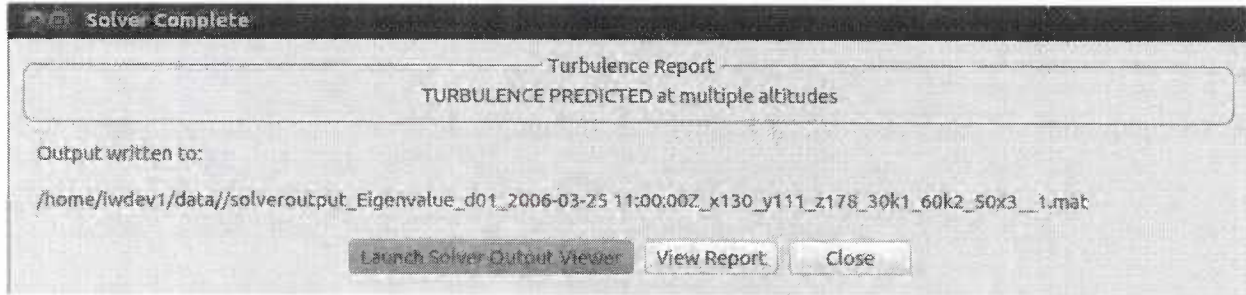 Solver Complete
Turbulence Report
TURBULENCE PREDICTED at multiple altitudes
Output written to:
/home/iwdev1/data//solveroutput_Eigenvalue_d01_2006-03-25 11:00:00Z_x130_y111_z178_30k1_60k2_50x3__1.mat
Launch Solver Output Viewer View Report Close